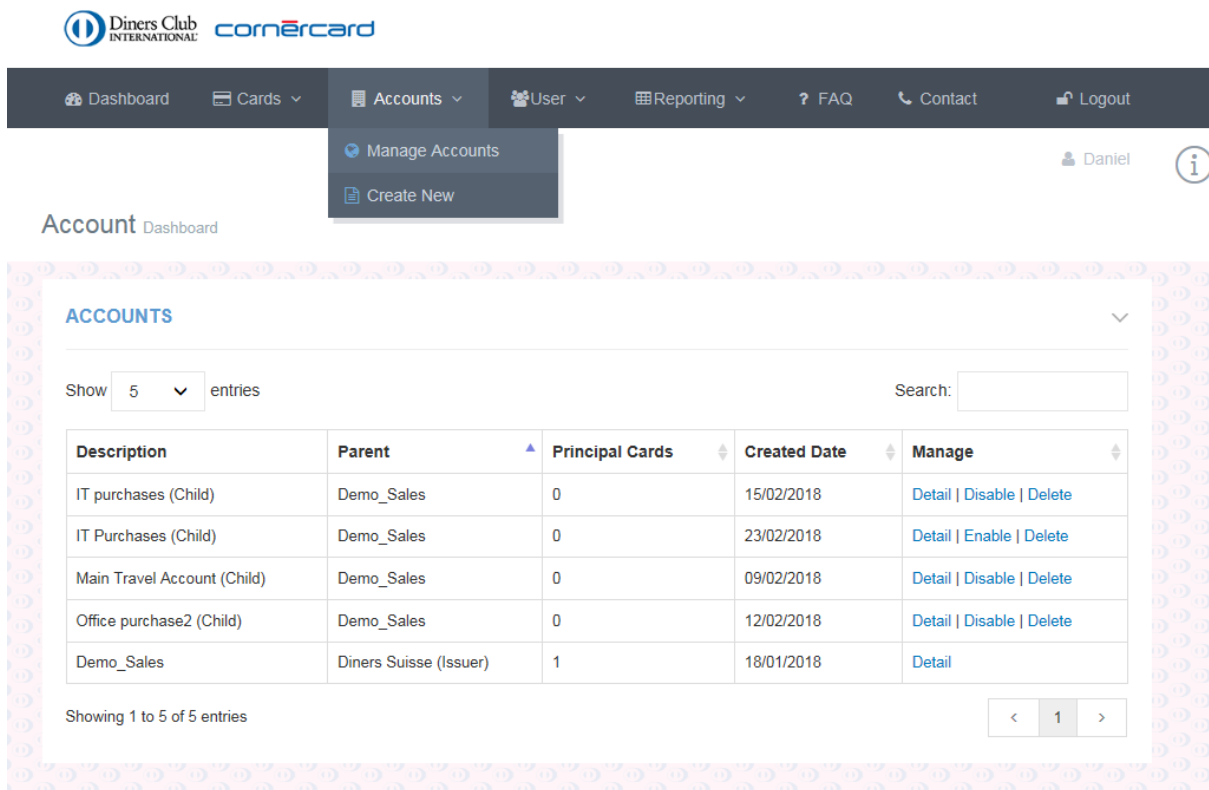 Diners Club
INTERNATIONAL
cornèrcard
Dashboard Cards Accounts User Reporting ? FAQ Contact Logout
Manage Accounts
Daniel
i
Create New
Account Dashboard
ACCOUNTS
Show 5 entries Search:
Description Parent Principal Cards Created Date Manage
IT purchases (Child) Demo_Sales 0 15/02/2018 Detail | Disable | Delete
IT Purchases (Child) Demo_Sales 0 23/02/2018 Detail | Enable | Delete
Main Travel Account (Child) Demo_Sales 0 09/02/2018 Detail | Disable | Delete
Office purchase2 (Child) Demo_Sales 0 12/02/2018 Detail | Disable | Delete
Demo_Sales Diners Suisse (Issuer) 1 18/01/2018 Detail
Showing 1 to 5 of 5 entries < 1 >